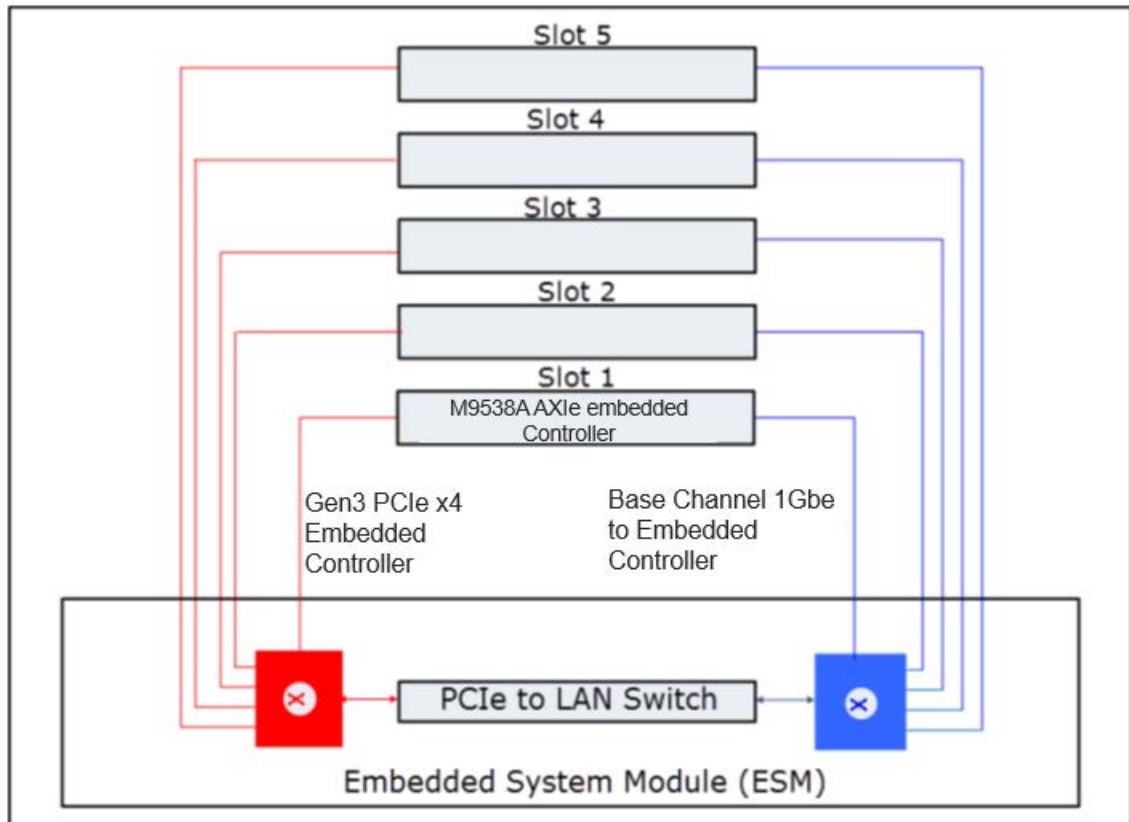 Slot 5
Slot 4
Slot 3
Slot 2
Slot 1
M9538A AXIe embedded
Controller
Gen3 PCIe x4
Embedded
Controller
Base Channel 1Gbe
to Embedded
Controller
X
PCIe to LAN Switch
X
Embedded System Module (ESM)